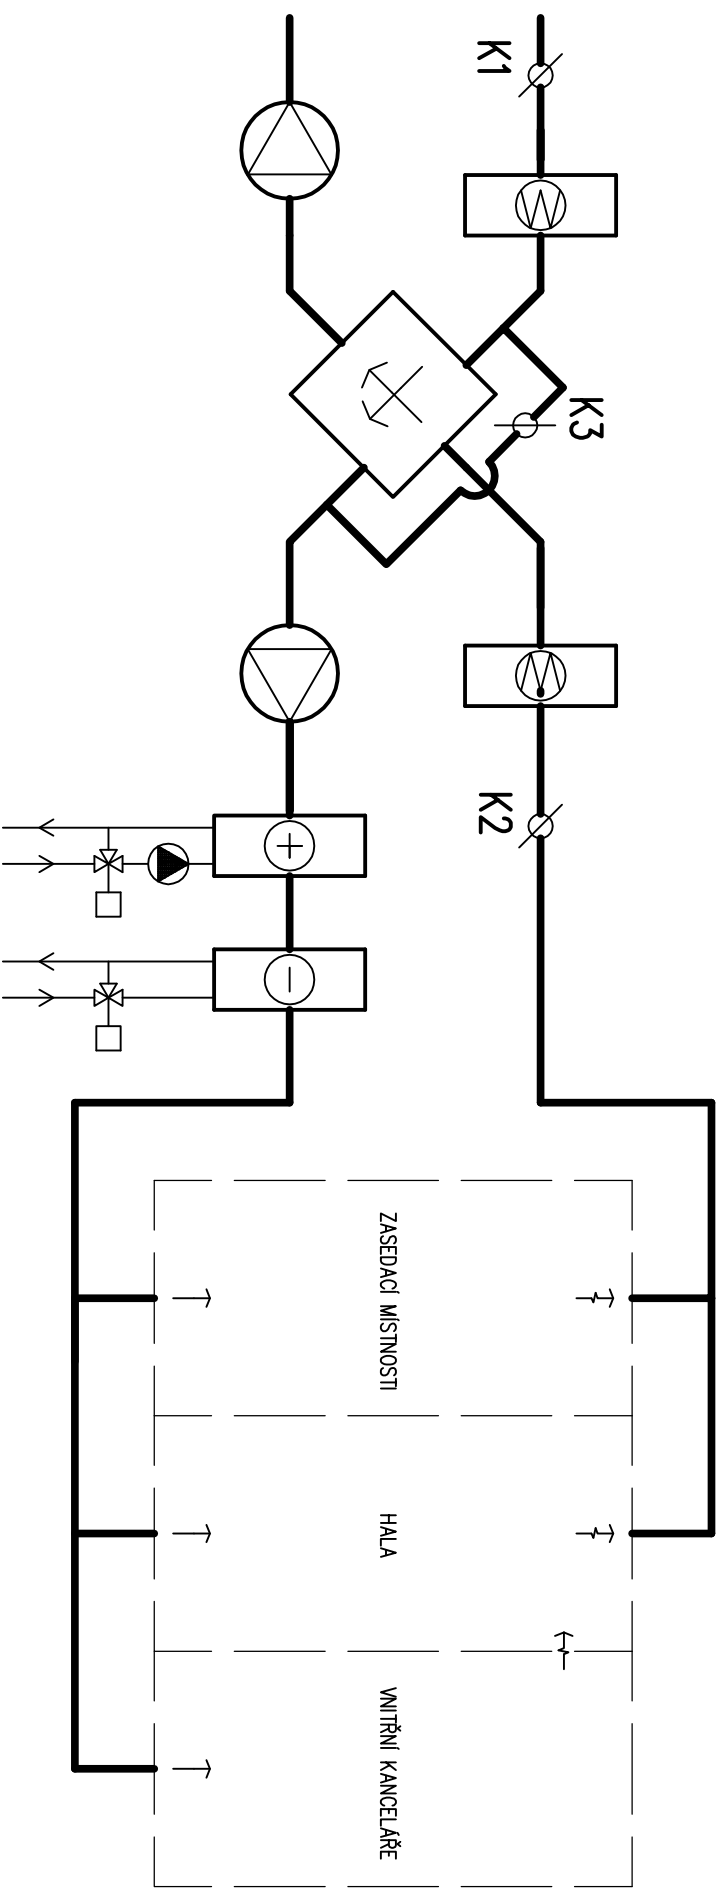 K1
K3
K2
ZASEDACÍ MÍSTNOSTI
HALA
VNITŘNÍ KANCELÁŘE